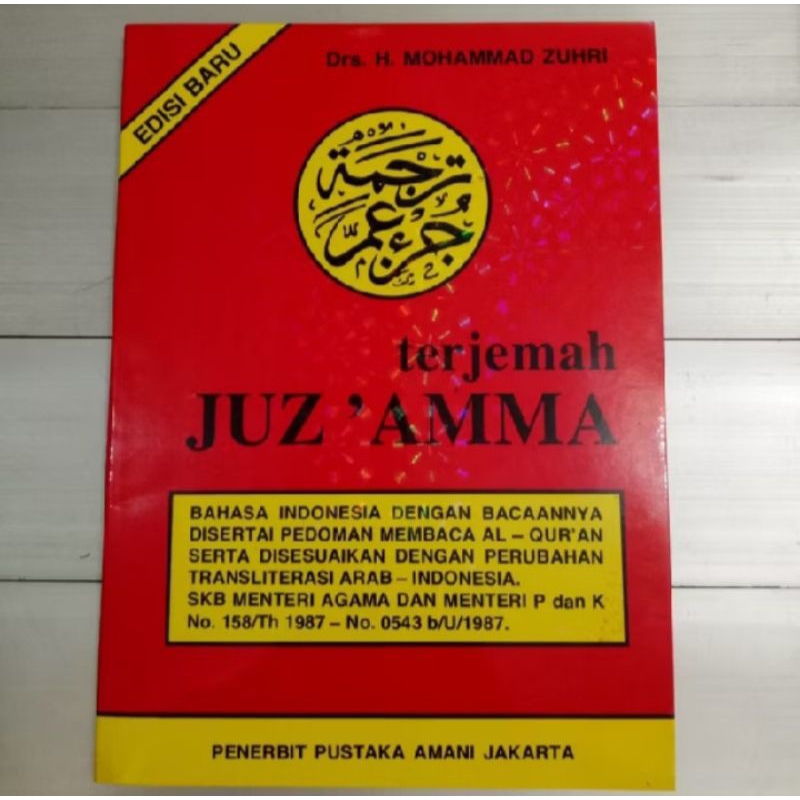 EDISI BARU
Drs. H. MOHAMMAD ZUHRI
ترجمة
جزء عم
terjemah
JUZ ’AMMA
BAHASA INDONESIA DENGAN BACAANNYA
DISERTAI PEDOMAN MEMBACA AL – QUR'AN
SERTA DISESUAIKAN DENGAN PERUBAHAN
TRANSLITERASI ARAB – INDONESIA.
SKB MENTERI AGAMA DAN MENTERI P dan K
No. 158/Th 1987 – No. 0543 b/U/1987.
PENERBIT PUSTAKA AMANI JAKARTA